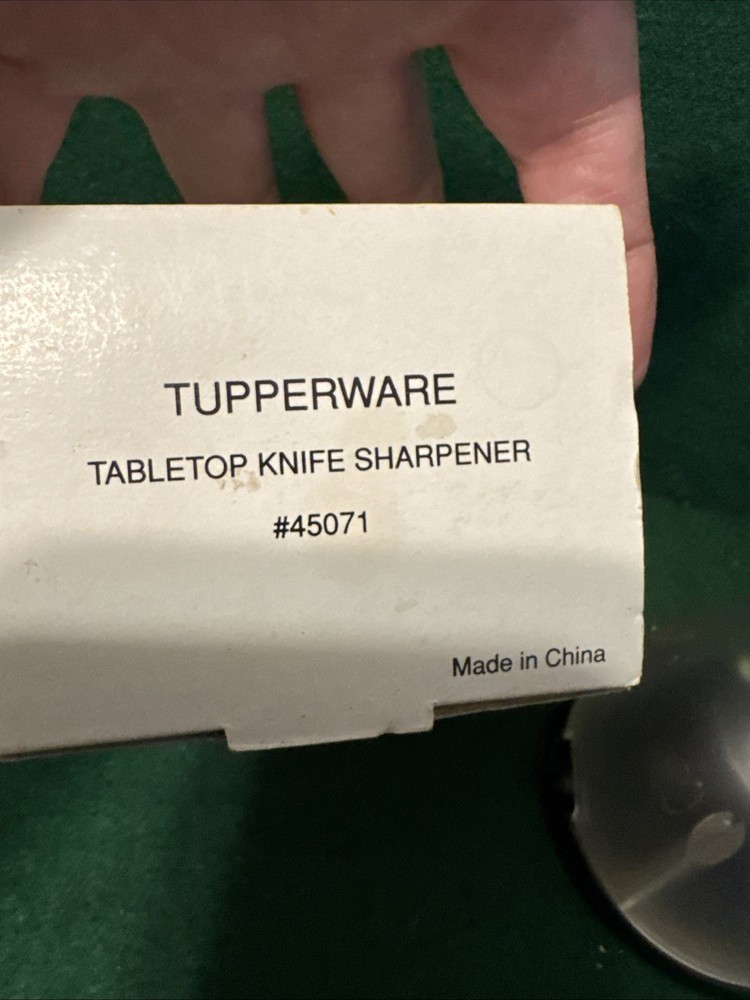 TUPPERWARE
TABLETOP KNIFE SHARPENER
#45071
Made in China